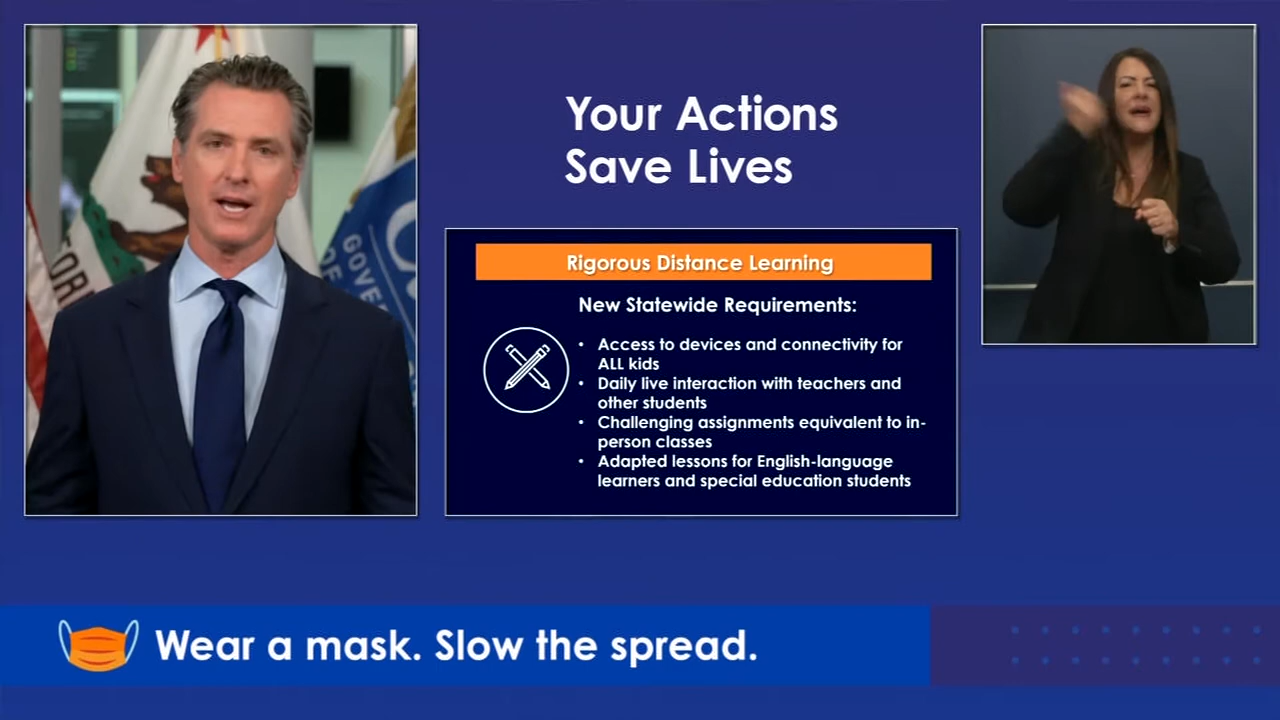 Your Actions
Save Lives
Rigorous Distance Learning
New Statewide Requirements:
• Access to devices and connectivity for
ALL kids
• Daily live interaction with teachers and
other students
• Challenging assignments equivalent to in-
person classes
• Adapted lessons for English-language
learners and special education students
Wear a mask. Slow the spread.